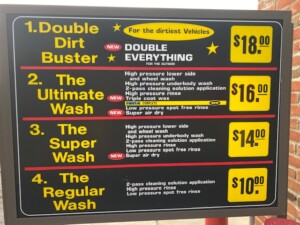 1. Double Dirt Buster
For the dirtiest Vehicles
NEW DOUBLE
EVERYTHING
FOR THE OUTSIDE
$18.00
2. The Ultimate Wash
High pressure lower side
and wheel wash
High pressure underbody wash
2-pass cleaning solution application
High pressure rinse
Triple coat wax
Low pressure spot free rinse
NEW Super air dry
$16.00
3. The Super Wash
High pressure lower side
and wheel wash
High pressure underbody wash
2-pass cleaning solution application
High pressure rinse
Low pressure spot free rinse
NEW Super air dry
$14.00
4. The Regular Wash
2-pass cleaning solution application
High pressure rinse
Low pressure spot free rinse
$10.00